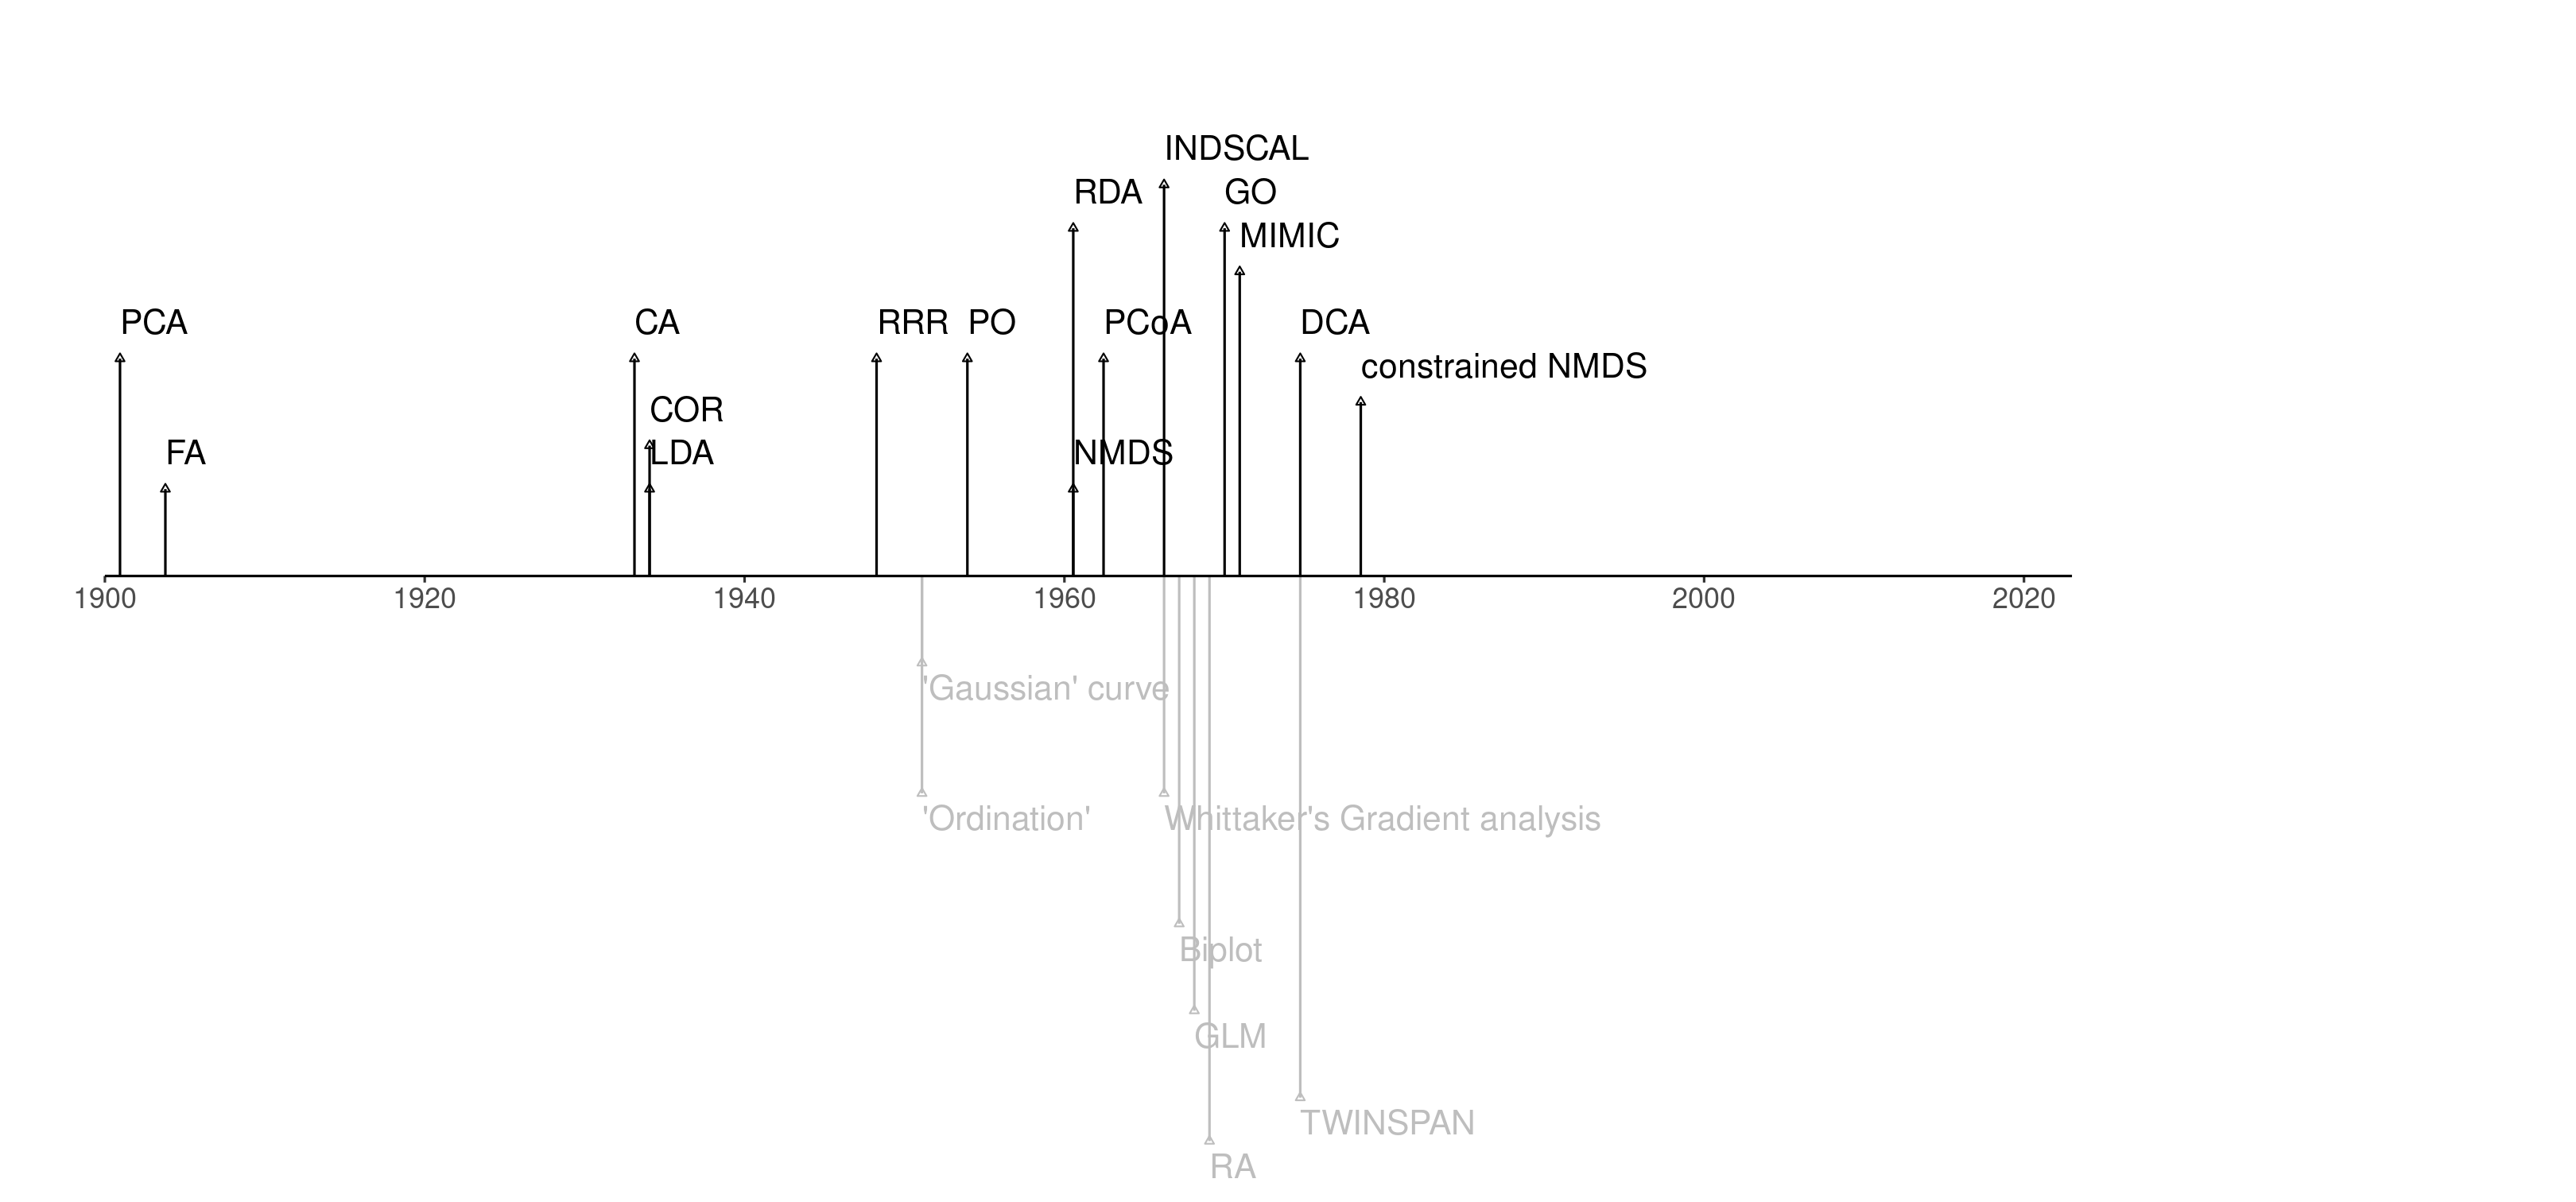 INDSCAL
RDA
GO
MIMIC
PCA
CA
RRR
PO
PCoA
DCA
constrained NMDS
COR
FA
LDA
NMDS
1900
1920
1940
1960
1980
2000
2020
'Gaussian' curve
'Ordination'
Whittaker's Gradient analysis
Biplot
GLM
TWINSPAN
RA